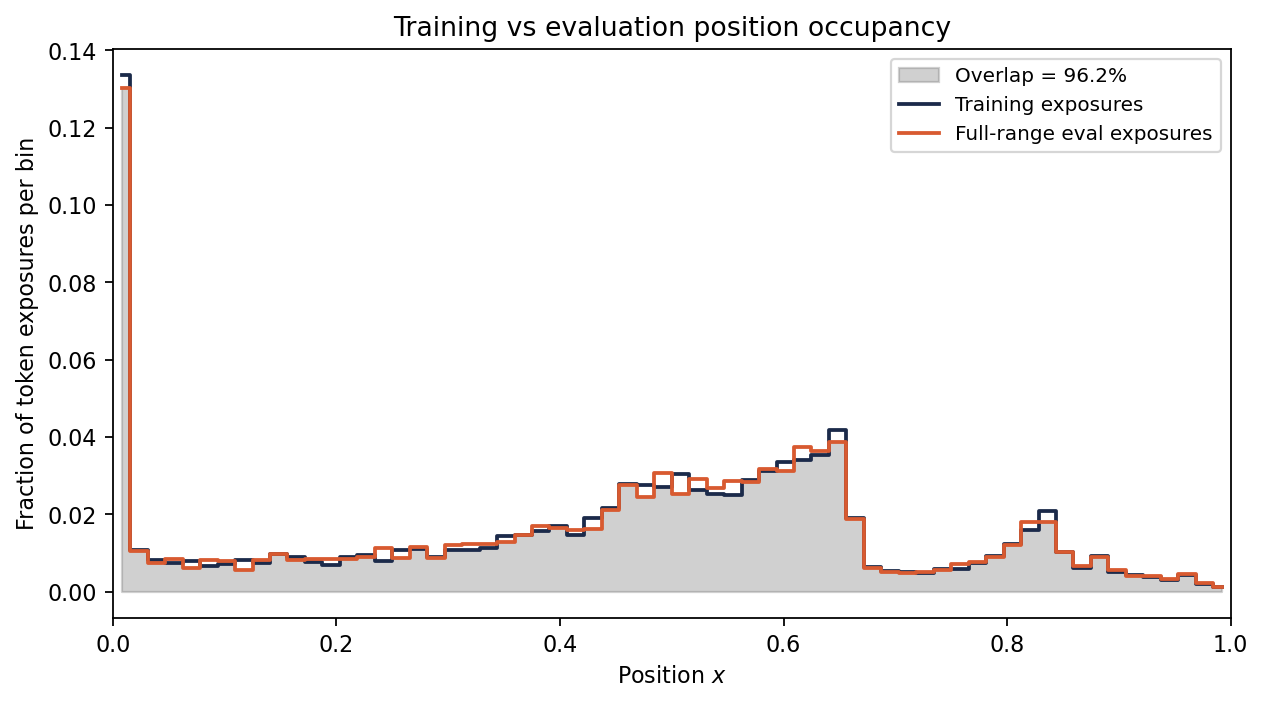 Training vs evaluation position occupancy
Overlap = 96.2%
Training exposures
Full-range eval exposures
Fraction of token exposures per bin
0.14
0.12
0.10
0.08
0.06
0.04
0.02
0.00
0.0 0.2 0.4 0.6 0.8 1.0
Position x